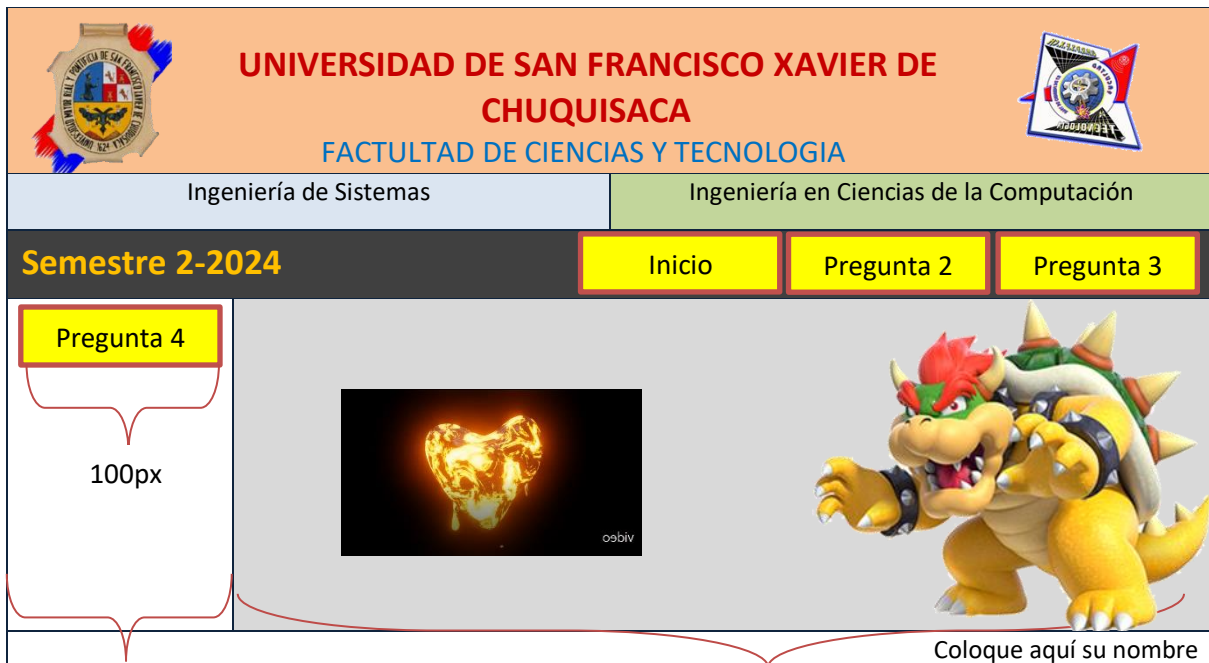 UNIVERSIDAD DE SAN FRANCISCO XAVIER DE
CHUQUISACA
FACTULTAD DE CIENCIAS Y TECNOLOGIA
Ingeniería de Sistemas
Ingeniería en Ciencias de la Computación
Semestre 2-2024
Inicio
Pregunta 2
Pregunta 3
Pregunta 4
100px
video
Coloque aquí su nombre